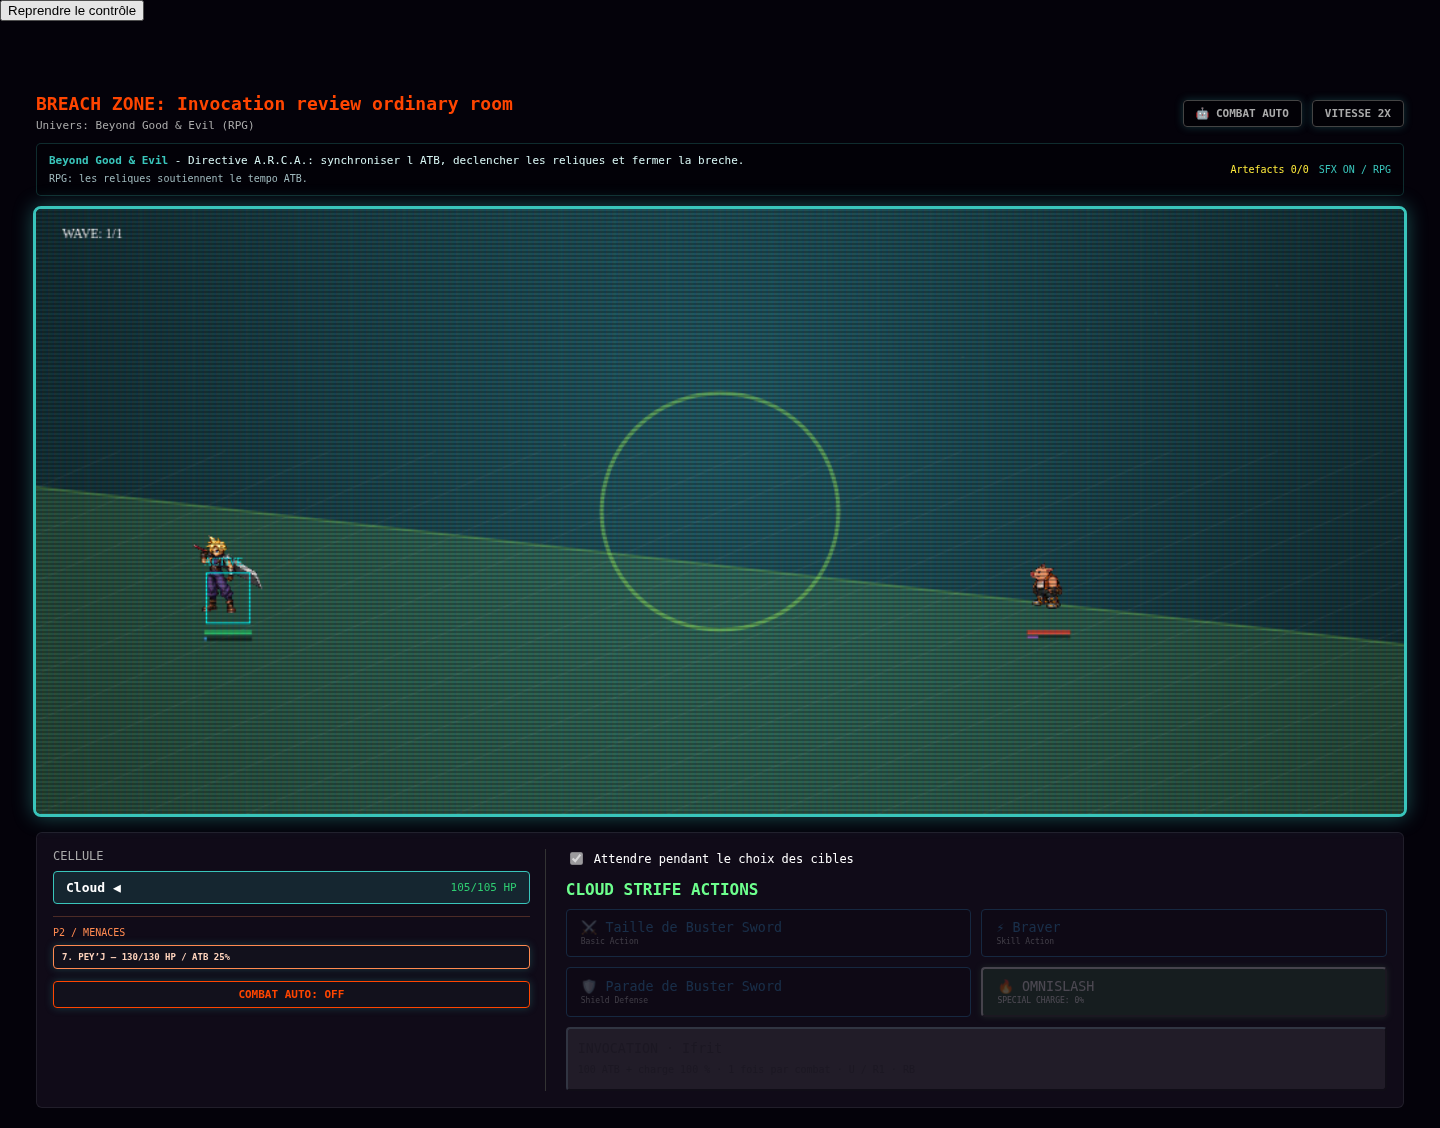 Reprendre le contrôle
BREACH ZONE: Invocation review ordinary room
Univers: Beyond Good & Evil (RPG)
🤖 COMBAT AUTO
VITESSE 2X
Beyond Good & Evil - Directive A.R.C.A.: synchroniser l ATB, declencher les reliques et fermer la breche.
RPG: les reliques soutiennent le tempo ATB.
Artefacts 0/0 SFX ON / RPG
WAVE: 1/1
CELLULE
Cloud ◀ 105/105 HP
P2 / MENACES
7. PEY’J — 130/130 HP / ATB 25%
COMBAT AUTO: OFF
Attendre pendant le choix des cibles
CLOUD STRIFE ACTIONS
⚔️ Taille de Buster Sword
Basic Action
⚡ Braver
Skill Action
🛡️ Parade de Buster Sword
Shield Defense
🔥 OMNISLASH
SPECIAL CHARGE: 0%
INVOCATION